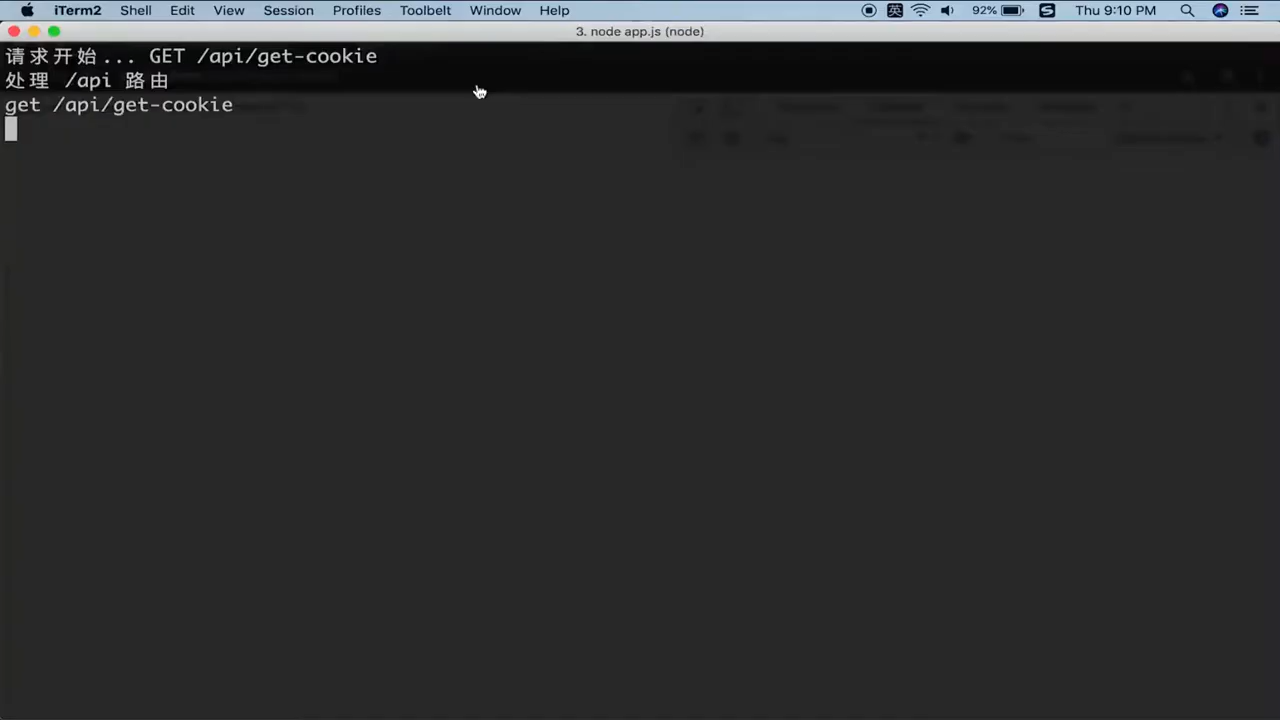 iTerm2 Shell Edit View Session Profiles Toolbelt Window Help 英 92% S Thu 9:10 PM
3. node app.js (node)
请求开始... GET /api/get-cookie
处理 /api 路由
get /api/get-cookie